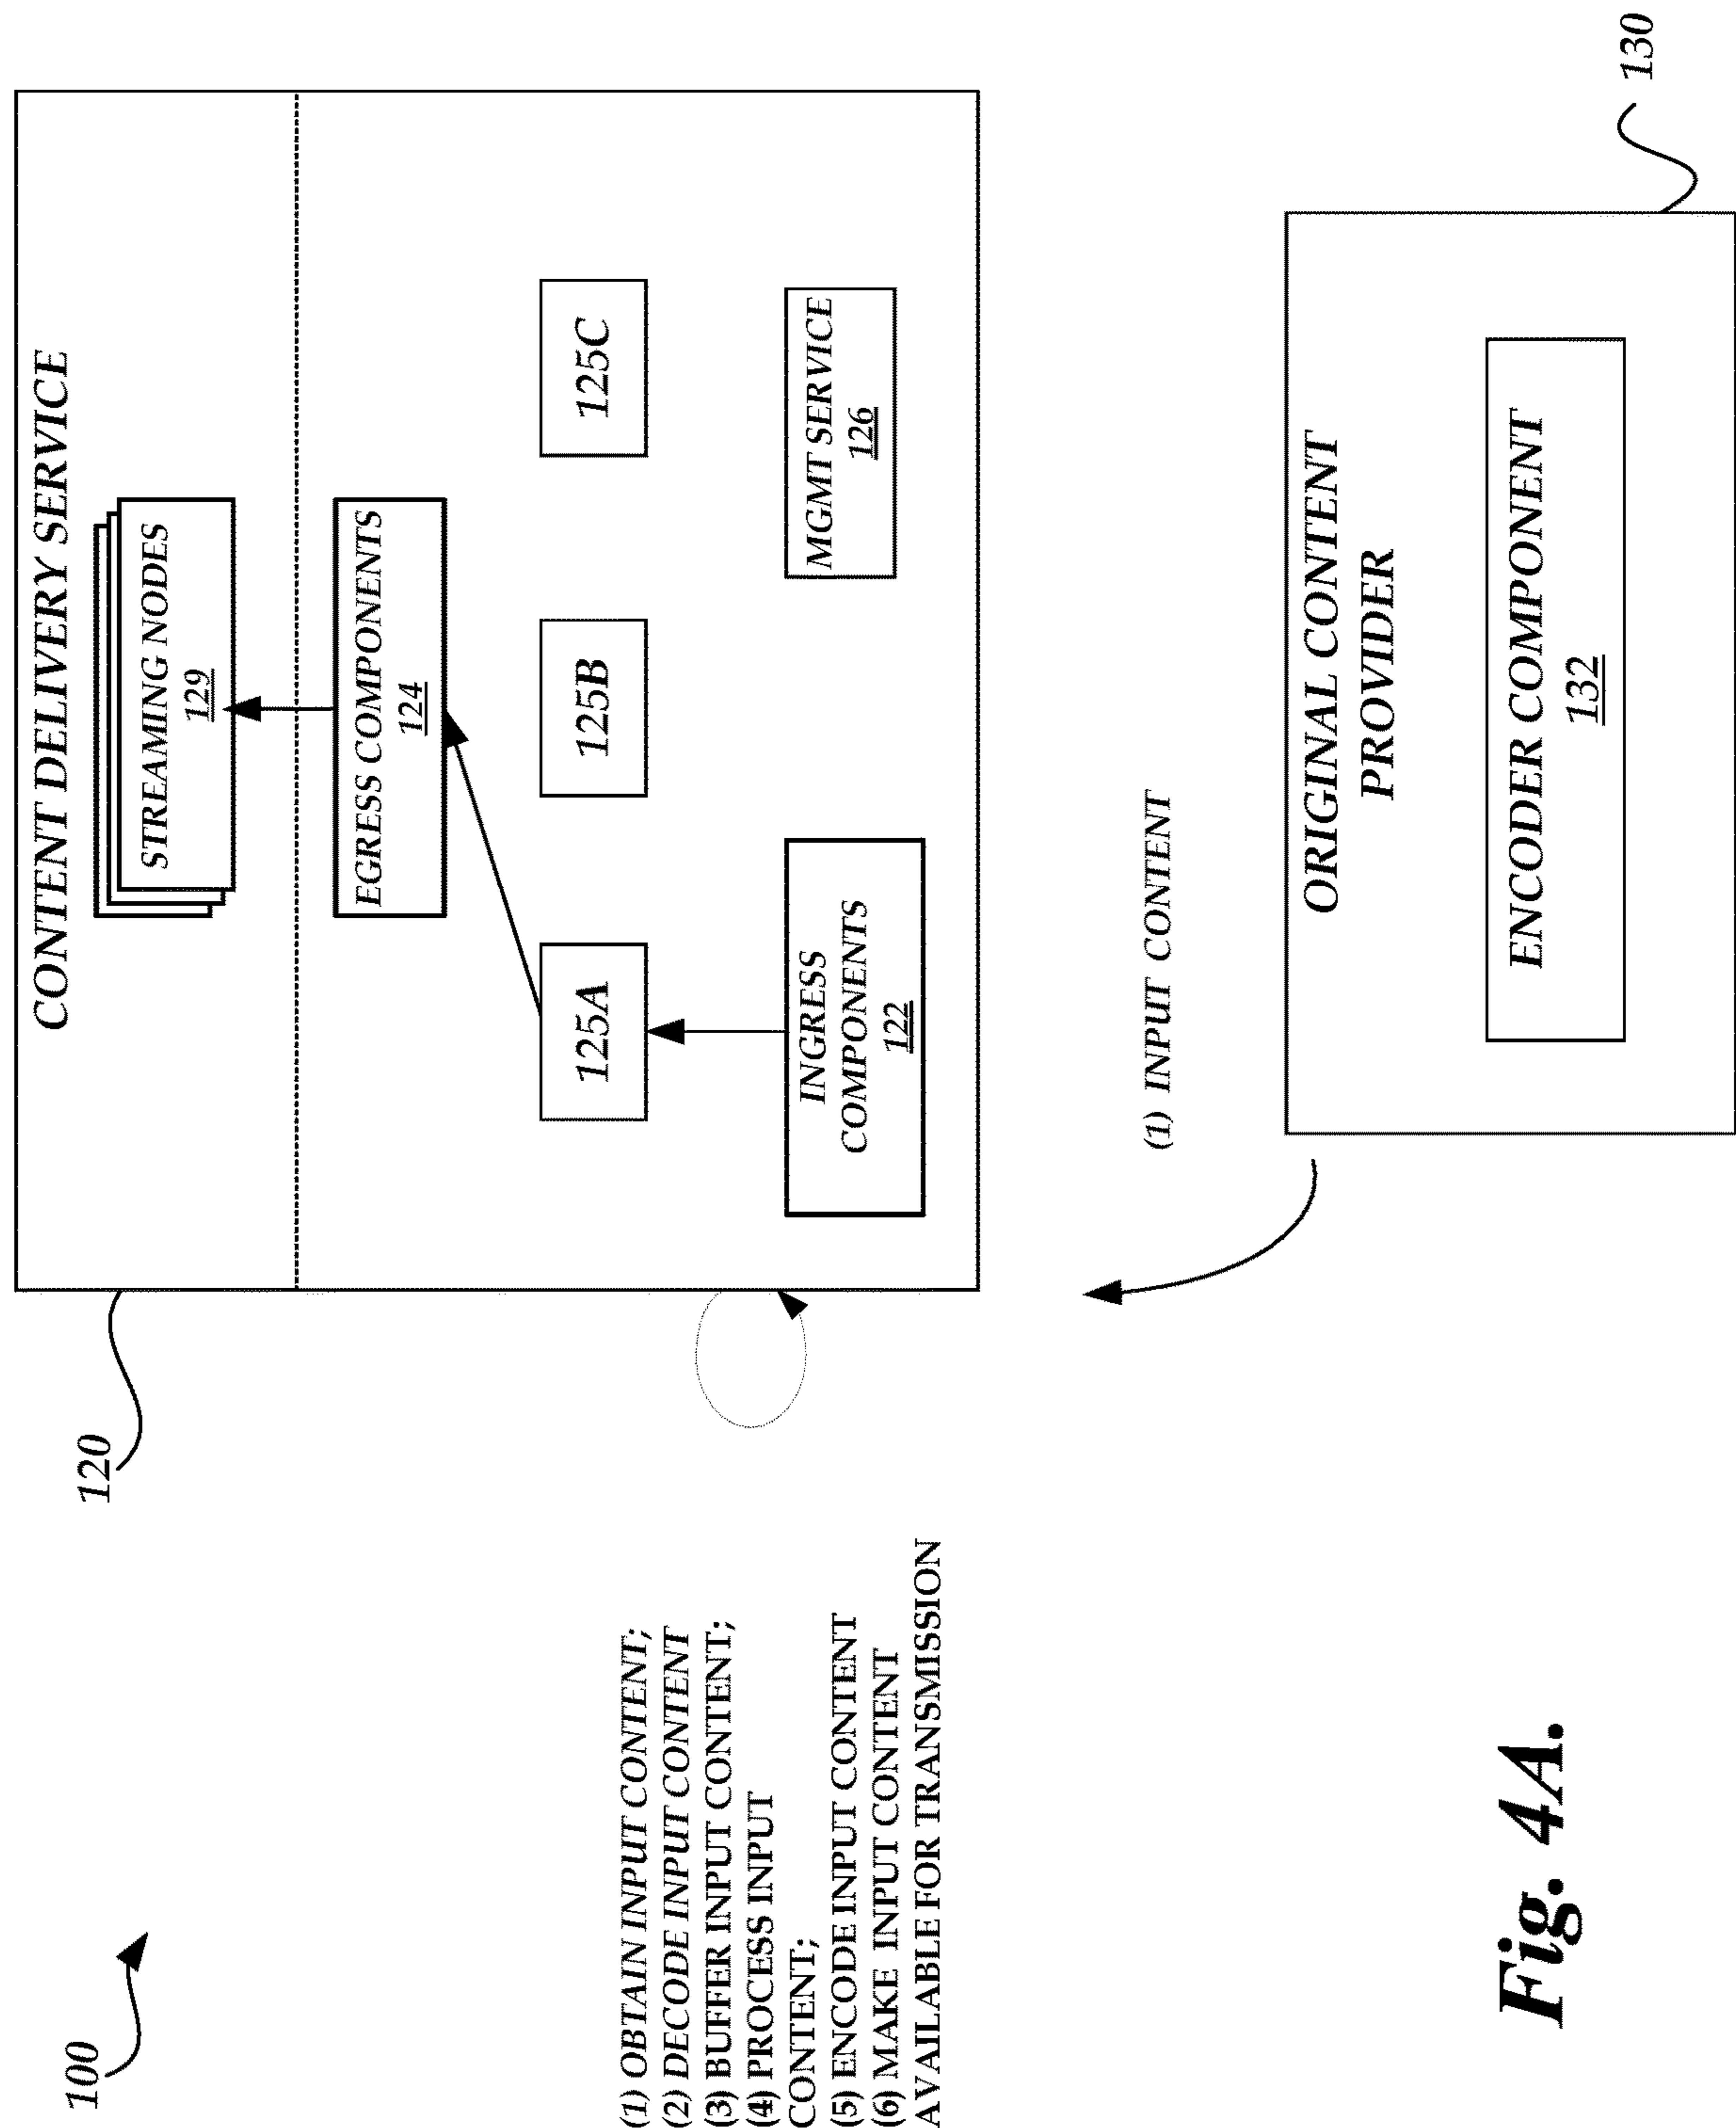 100
120
CONTENT DELIVERY SERVICE
STREAMING NODES
129
EGRESS COMPONENTS
124
125A
125B
125C
INGRESS
COMPONENTS
122
MGMT SERVICE
126
(1) OBTAIN INPUT CONTENT;
(2) DECODE INPUT CONTENT
(3) BUFFER INPUT CONTENT;
(4) PROCESS INPUT
CONTENT;
(5) ENCODE INPUT CONTENT
(6) MAKE INPUT CONTENT
AVAILABLE FOR TRANSMISSION
(1) INPUT CONTENT
ORIGINAL CONTENT
PROVIDER
ENCODER COMPONENT
132
130
Fig. 4A.